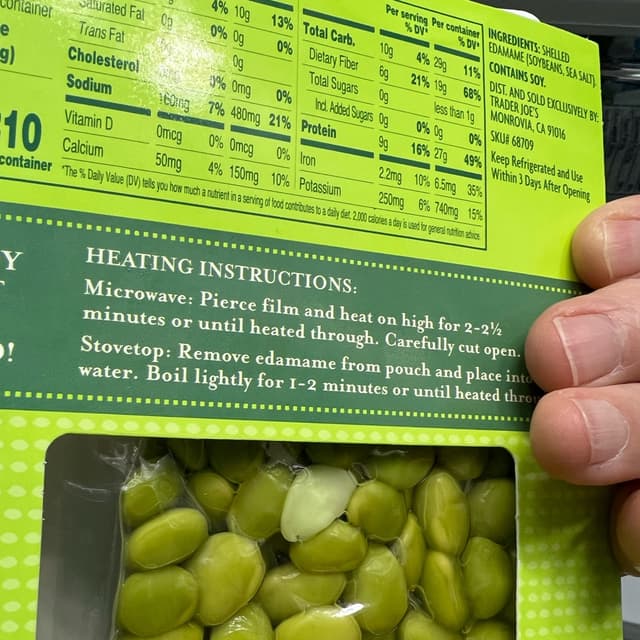 container
Saturated Fat 0g 4% 10g 13%
Trans Fat 0g 0% 0g 0%
Cholesterol 0g 0g
Sodium 0% 0mg 0%
160mg 7% 480mg 21%
Vitamin D 0mcg 0% 0mcg 0%
Calcium 50mg 4% 150mg 10%
*The % Daily Value (DV) tells you how much a nutrient in a serving of food contributes to a daily diet. 2,000 calories a day is used for general nutrition advice.
e
g)
10
container
Per serving Per container
% DV* % DV*
Total Carb. 10g 4% 29g 11%
Dietary Fiber 6g 21% 19g 68%
Total Sugars 0g less than 1g
Incl. Added Sugars 0g 0% 0g 0%
Protein 9g 16% 27g 49%
Iron 2.2mg 10% 6.5mg 35%
Potassium 250mg 6% 740mg 15%
INGREDIENTS: SHELLED
EDAMAME (SOYBEANS, SEA SALT).
CONTAINS SOY.
DIST. AND SOLD EXCLUSIVELY BY:
TRADER JOE'S
MONROVIA, CA 91016
SKU# 68709
Keep Refrigerated and Use
Within 3 Days After Opening
Y
!
HEATING INSTRUCTIONS:
Microwave: Pierce film and heat on high for 2-2½
minutes or until heated through. Carefully cut open.
Stovetop: Remove edamame from pouch and place into
water. Boil lightly for 1-2 minutes or until heated throu